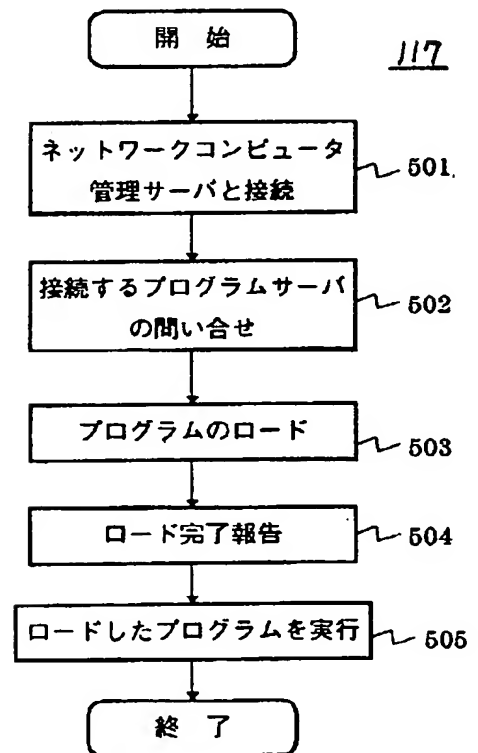 開 始
117
ネットワークコンピュータ
管理サーバと接続
501.
接続するプログラムサーバ
の問い合せ
502
プログラムのロード
503
ロード完了報告
504
ロードしたプログラムを実行
505
終 了